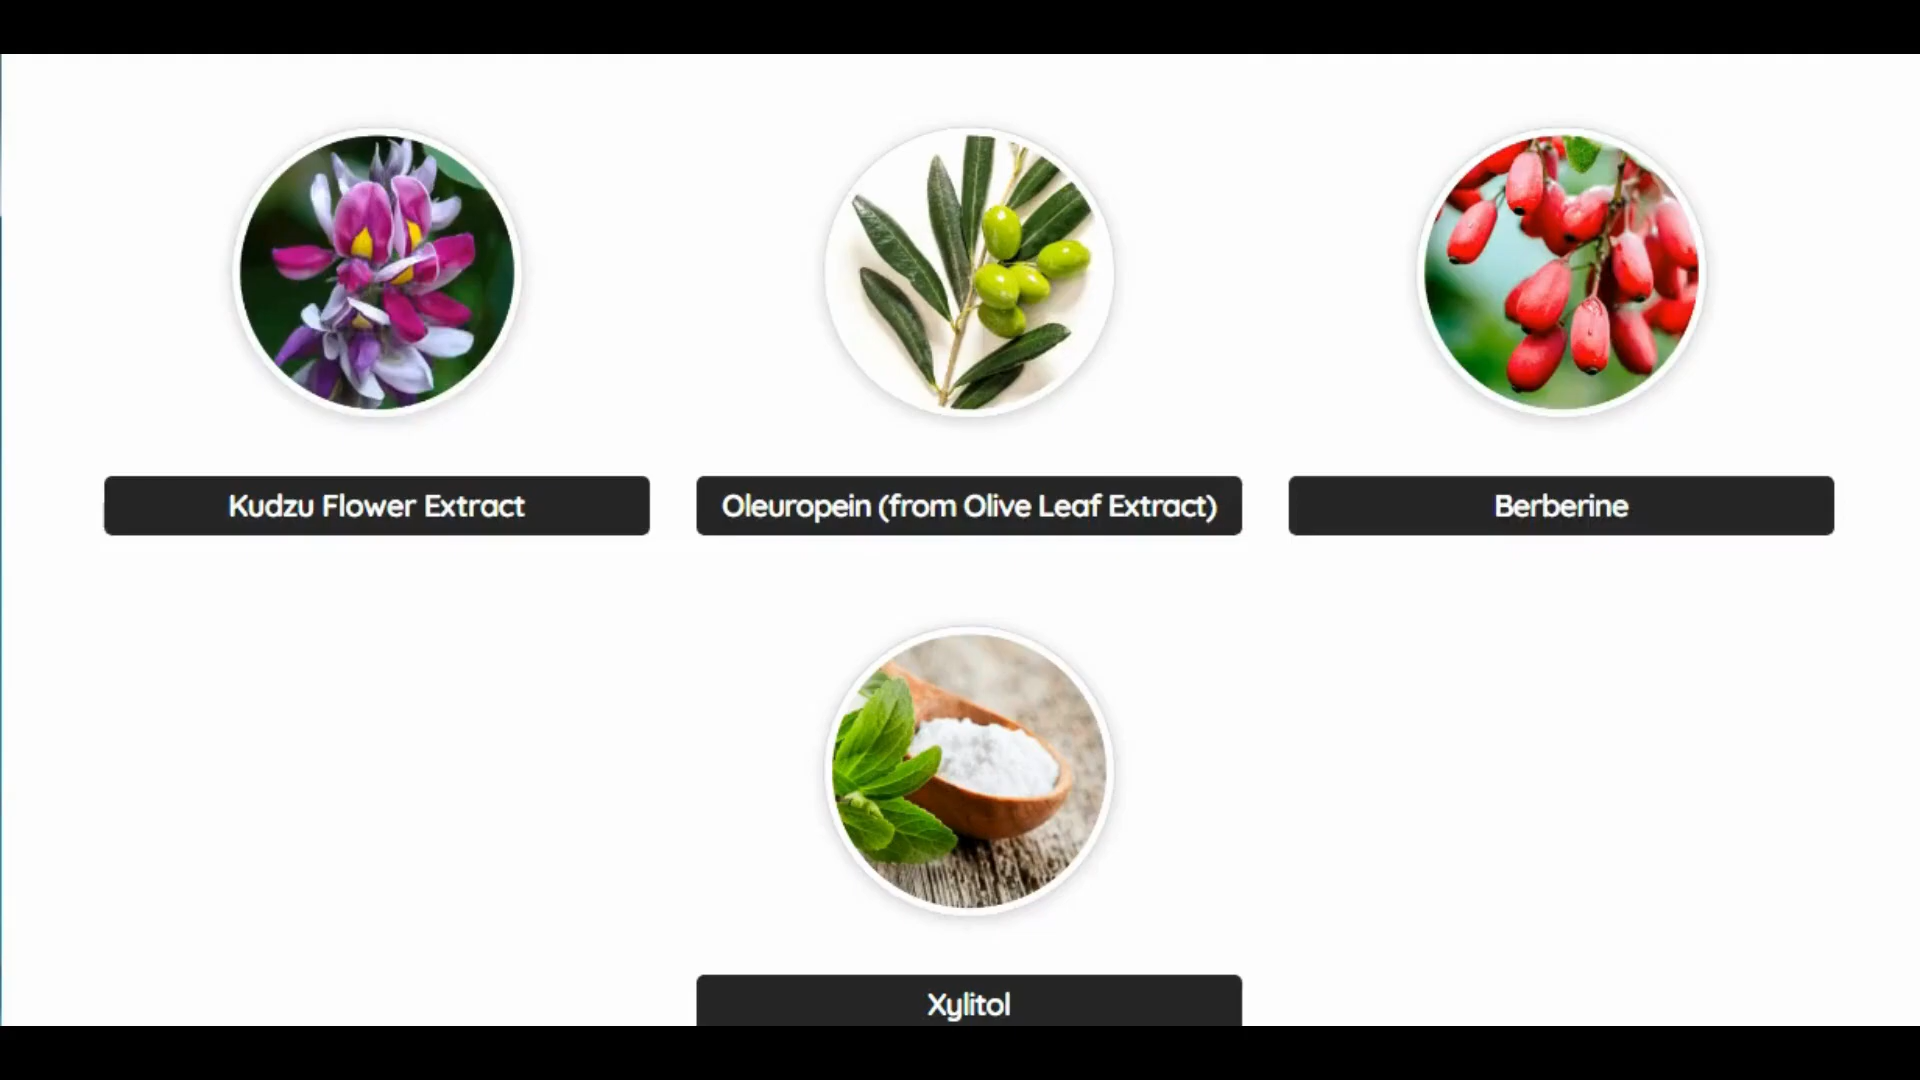 Kudzu Flower Extract
Oleuropein (from Olive Leaf Extract)
Berberine
Xylitol